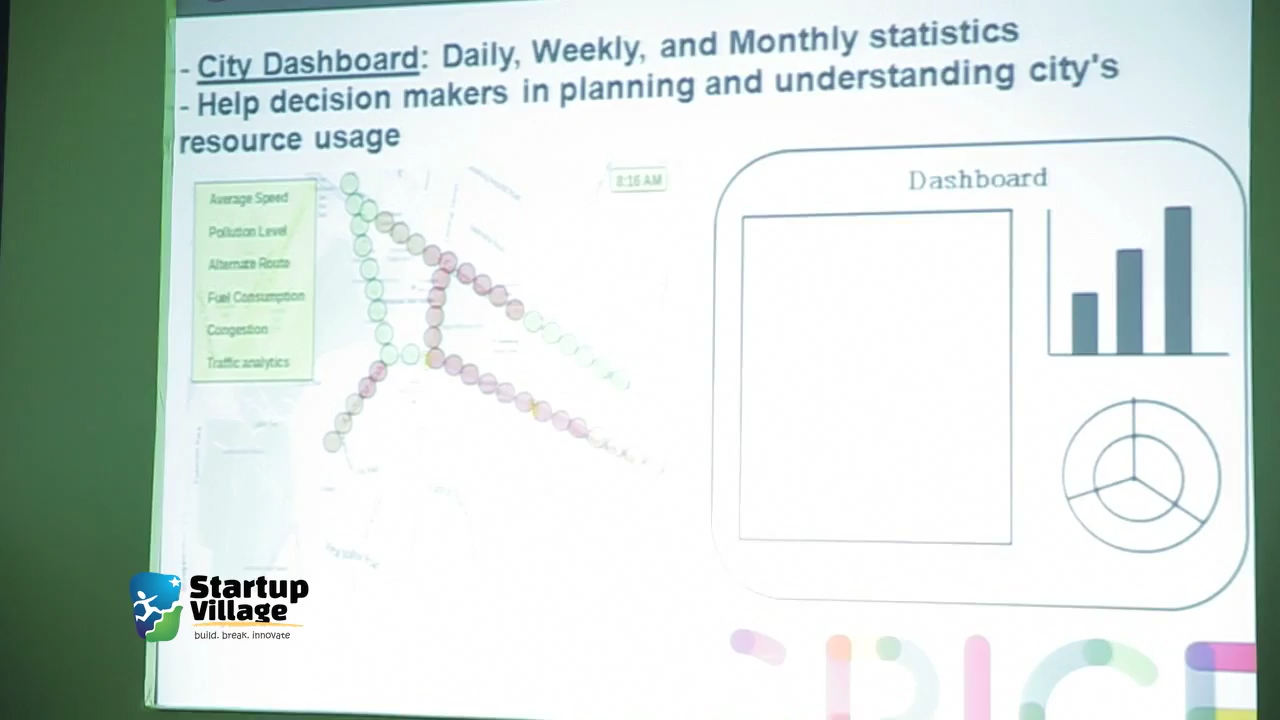 - City Dashboard: Daily, Weekly, and Monthly statistics
- Help decision makers in planning and understanding city's
resource usage
8:16 AM
Average Speed
Pollution Level
Alternate Route
Fuel Consumption
Congestion
Traffic analytics
Dashboard
Startup
Village
build. break. innovate